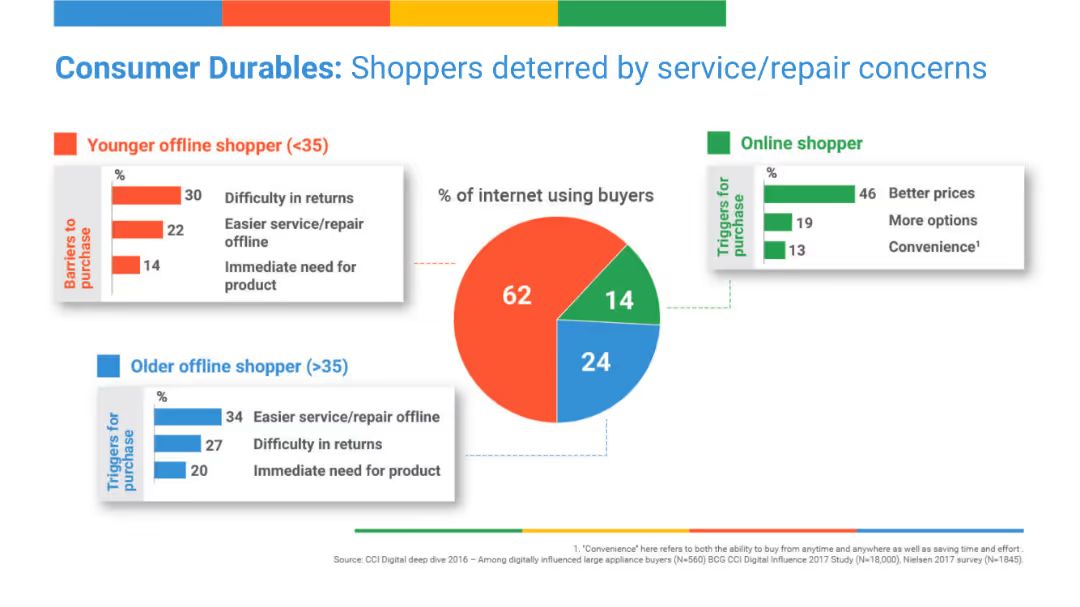 Consumer Durables: Shoppers deterred by service/repair concerns
Younger offline shopper (<35)
Barriers to
purchase
%
30 Difficulty in returns
22 Easier service/repair
offline
14 Immediate need for
product
% of internet using buyers
62
14
24
Online shopper
Triggers for
purchase
%
46 Better prices
19 More options
13 Convenience¹
Older offline shopper (>35)
Triggers for
purchase
%
34 Easier service/repair offline
27 Difficulty in returns
20 Immediate need for product
1. "Convenience" here refers to both the ability to buy from anytime and anywhere as well as saving time and effort .
Source: CCI Digital deep dive 2016 – Among digitally influenced large appliance buyers (N=560) BCG CCI Digital Influence 2017 Study (N=18,000), Nielsen 2017 survey (N=1845).